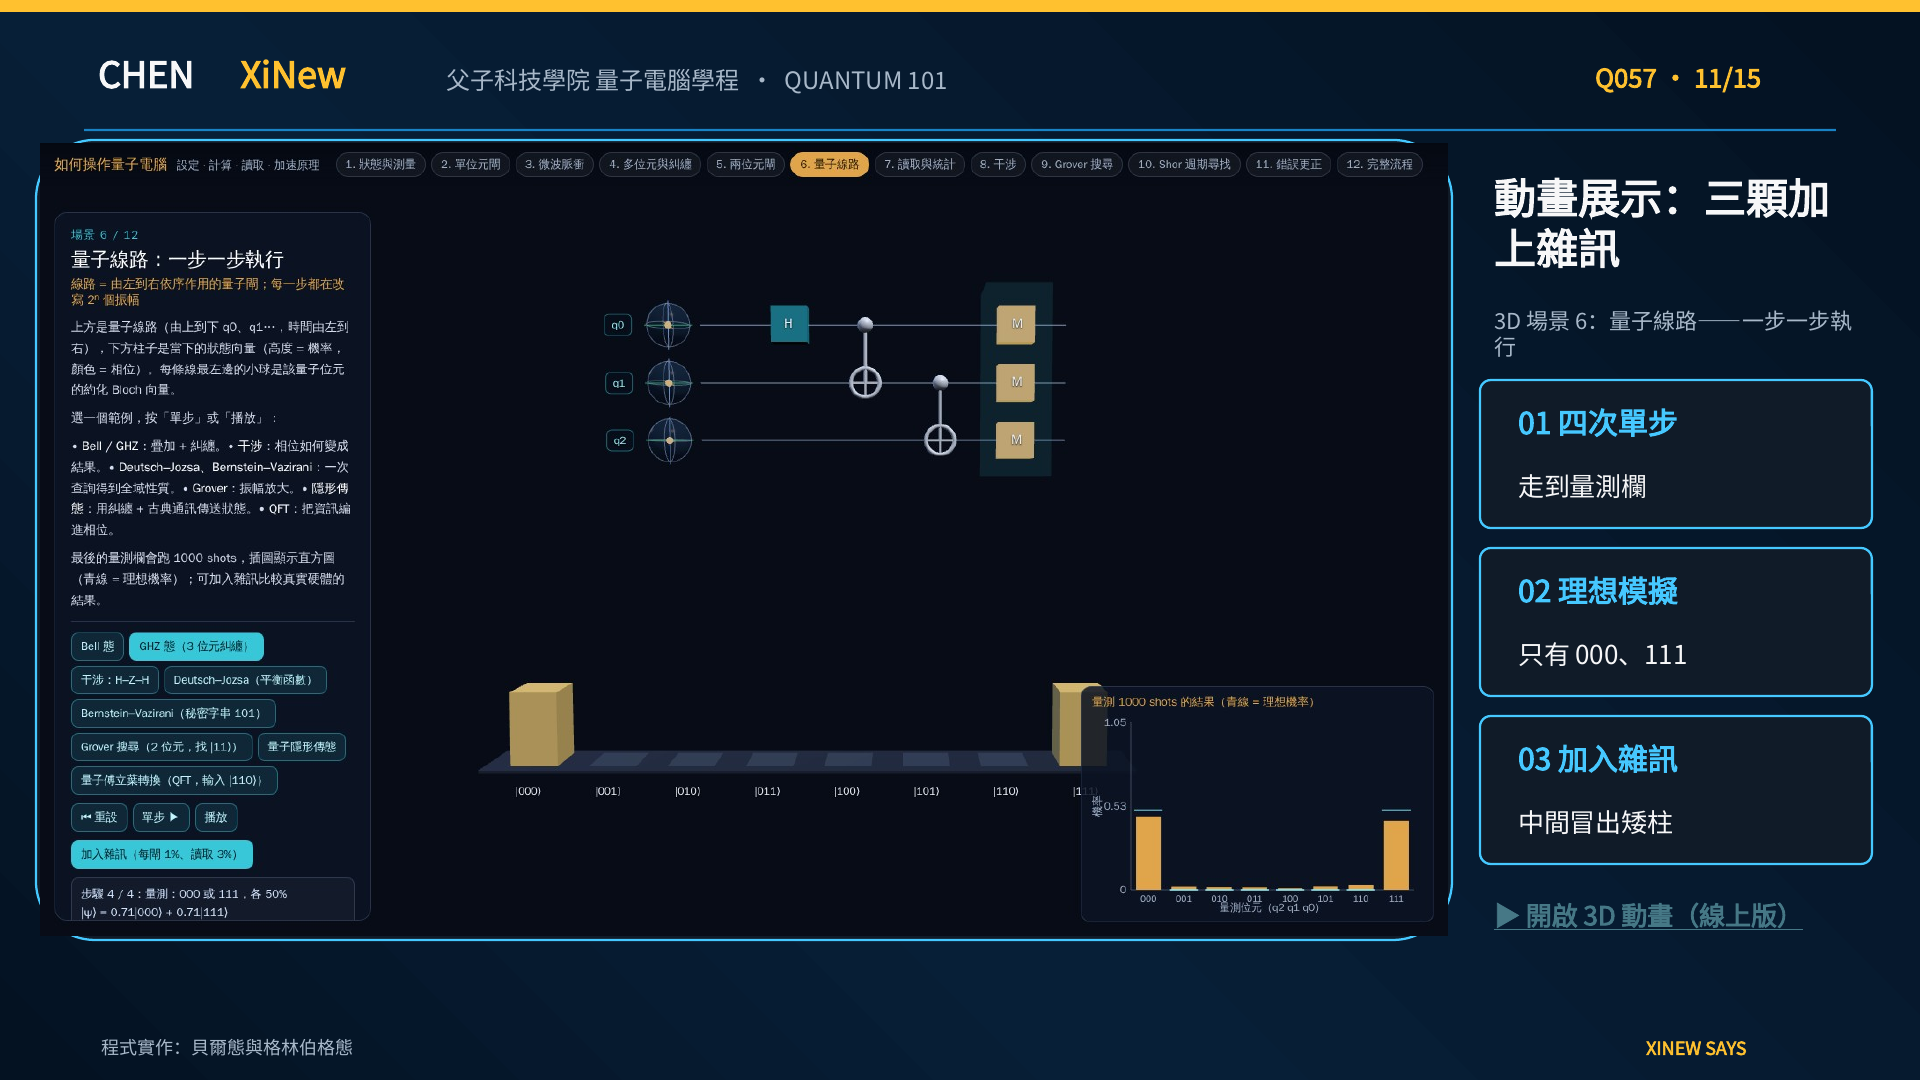 CHEN XiNew
父子科技學院 量子電腦學程 • QUANTUM 101
Q057 • 11/15
如何操作量子電腦
設定 · 計算 · 讀取 · 加速原理
1. 狀態與測量
2. 單位元閘
3. 微波脈衝
4. 多位元與糾纏
5. 兩位元閘
6. 量子線路
7. 讀取與統計
8. 干涉
9. Grover 搜尋
10. Shor 週期尋找
11. 錯誤更正
12. 完整流程
場景 6 / 12
量子線路：一步一步執行
線路 = 由左到右依序作用的量子閘；每一步都在改
寫 2ⁿ 個振幅
上方是量子線路（由上到下 q0、q1⋯，時間由左到
右），下方柱子是當下的狀態向量（高度 = 機率，
顏色 = 相位）。每條線最左邊的小球是該量子位元
的約化 Bloch 向量。
選一個範例，按「單步」或「播放」：
• Bell / GHZ：疊加 + 糾纏。• 干涉：相位如何變成
結果。• Deutsch–Jozsa、Bernstein–Vazirani：一次
查詢得到全域性質。• Grover：振幅放大。• 隱形傳
態：用糾纏 + 古典通訊傳送狀態。• QFT：把資訊編
進相位。
最後的量測欄會跑 1000 shots，插圖顯示直方圖
（青線 = 理想機率）；可加入雜訊比較真實硬體的
結果。
Bell 態
GHZ 態（3 位元糾纏）
干涉：H–Z–H
Deutsch–Jozsa（平衡函數）
Bernstein–Vazirani（秘密字串 101）
Grover 搜尋（2 位元，找 |11⟩）
量子隱形傳態
量子傅立葉轉換（QFT，輸入 |110⟩）
⏮ 重設
單步 ▶
播放
加入雜訊（每閘 1%、讀取 3%）
步驟 4 / 4：量測：000 或 111，各 50%
|ψ⟩ = 0.71|000⟩ + 0.71|111⟩
q0
H
M
q1
M
q2
M
|000⟩
|001⟩
|010⟩
|011⟩
|100⟩
|101⟩
|110⟩
|111⟩
量測 1000 shots 的結果（青線 = 理想機率）
1.05
0.53
0
機率
000 001 010 011 100 101 110 111
量測位元（q2 q1 q0）
動畫展示：三顆加
上雜訊
3D 場景 6：量子線路——一步一步執
行
01 四次單步
走到量測欄
02 理想模擬
只有 000、111
03 加入雜訊
中間冒出矮柱
▶ 開啟 3D 動畫（線上版）
程式實作：貝爾態與格林伯格態
XINEW SAYS